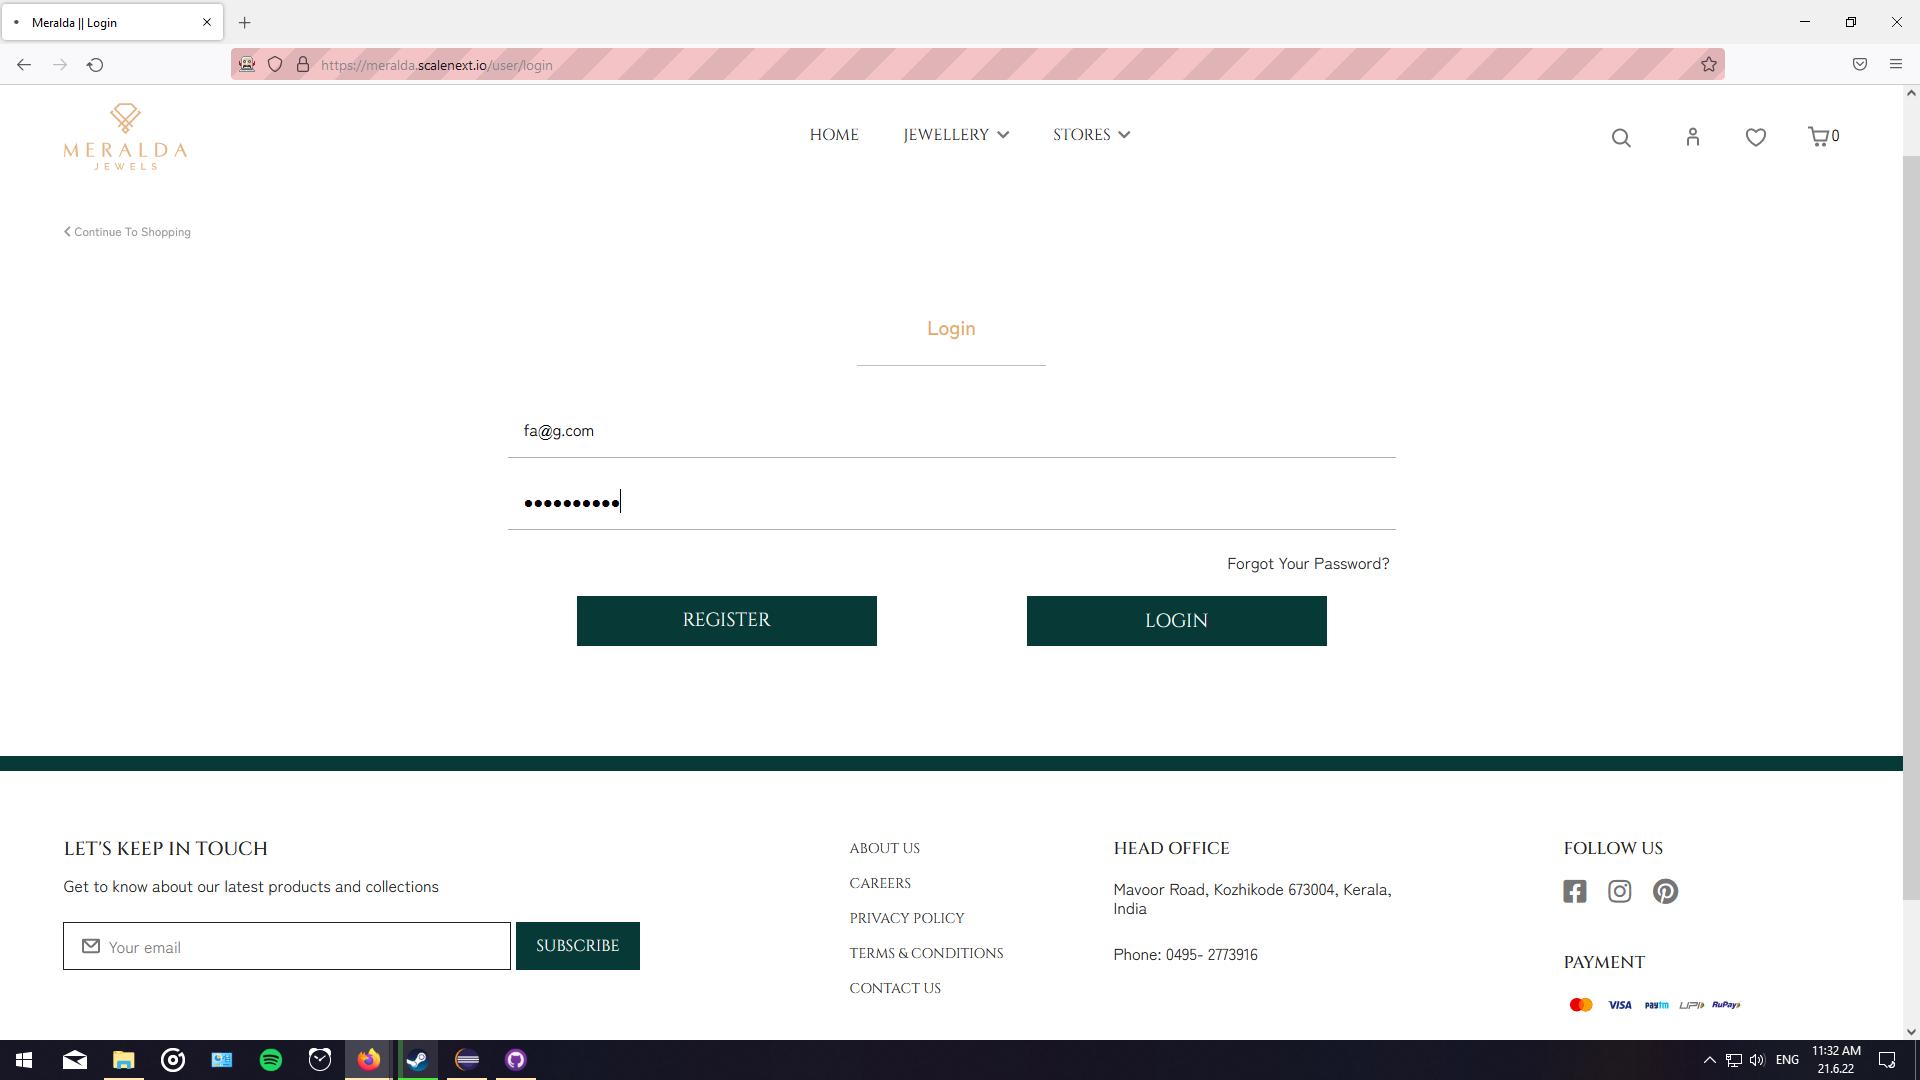 Meralda || Login
https://meralda.scalenext.io/user/login
MERALDA
JEWELS
HOME
JEWELLERY
STORES
0
Continue To Shopping
Login
fa@g.com
Forgot Your Password?
REGISTER
LOGIN
LET'S KEEP IN TOUCH
Get to know about our latest products and collections
Your email
SUBSCRIBE
ABOUT US
CAREERS
PRIVACY POLICY
TERMS & CONDITIONS
CONTACT US
HEAD OFFICE
Mavoor Road, Kozhikode 673004, Kerala,
India
Phone: 0495- 2773916
FOLLOW US
PAYMENT
VISA
paytm
UPI
RuPay
ENG
11:32 AM
21.6.22